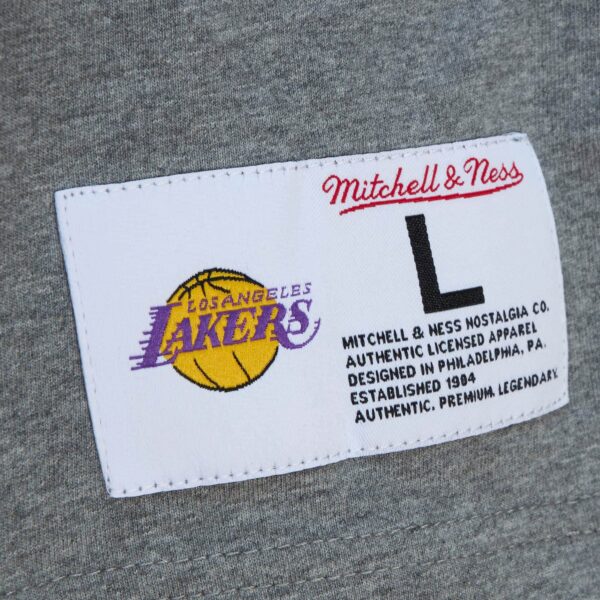 LOS ANGELES
LAKERS
Mitchell & Ness
L
MITCHELL & NESS NOSTALGIA CO.
AUTHENTIC LICENSED APPAREL
DESIGNED IN PHILADELPHIA, PA.
ESTABLISHED 1904
AUTHENTIC. PREMIUM. LEGENDARY.